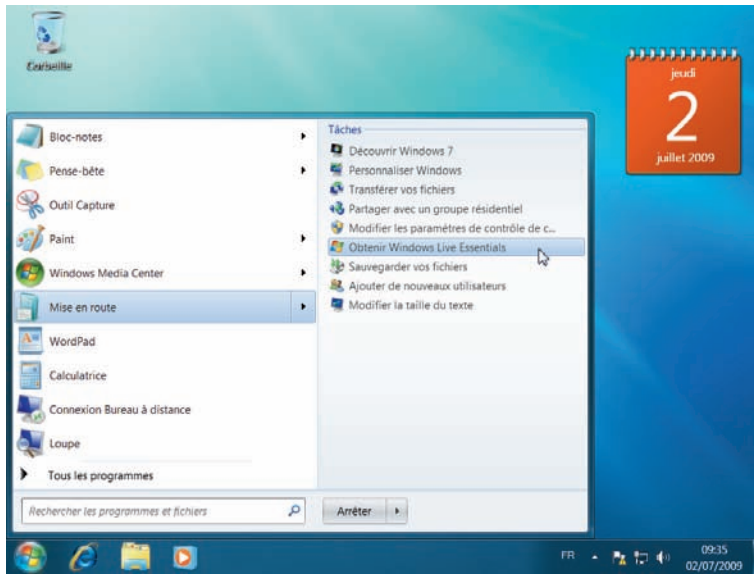 Corbeille
jeudi
2
juillet 2009
Bloc-notes
Pense-bête
Outil Capture
Paint
Windows Media Center
Mise en route
WordPad
Calculatrice
Connexion Bureau à distance
Loupe
Tous les programmes
Rechercher les programmes et fichiers
Tâches
Découvrir Windows 7
Personnaliser Windows
Transférer vos fichiers
Partager avec un groupe résidentiel
Modifier les paramètres de contrôle de c...
Obtenir Windows Live Essentials
Sauvegarder vos fichiers
Ajouter de nouveaux utilisateurs
Modifier la taille du texte
Arrêter
FR
09:35
02/07/2009